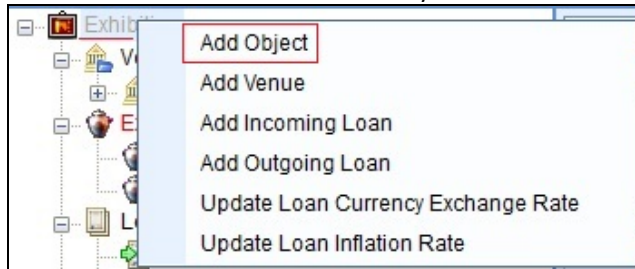 Exhibiti
Add Object
Add Venue
Add Incoming Loan
Add Outgoing Loan
Update Loan Currency Exchange Rate
Update Loan Inflation Rate